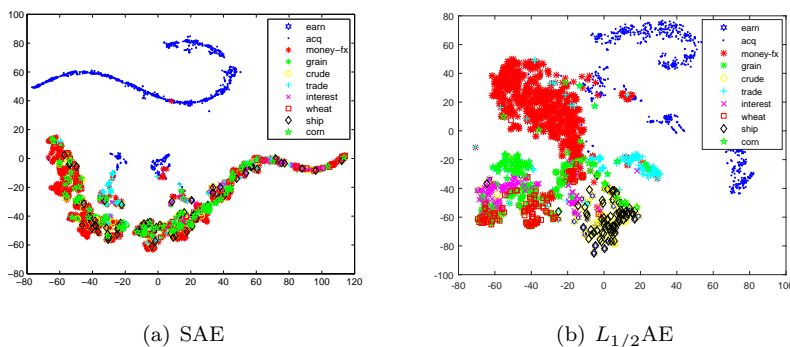 100
80
60
40
20
0
−20
−40
−60
−80
−80 −60 −40 −20 0 20 40 60 80 100 120
earn
acq
money−fx
grain
crude
trade
interest
wheat
ship
corn
(a) SAE
80
60
40
20
0
-20
-40
-60
-80
-100
-80 -60 -40 -20 0 20 40 60 80 100
earn
acq
money-fx
grain
crude
trade
interest
wheat
ship
corn
(b) L1/2AE